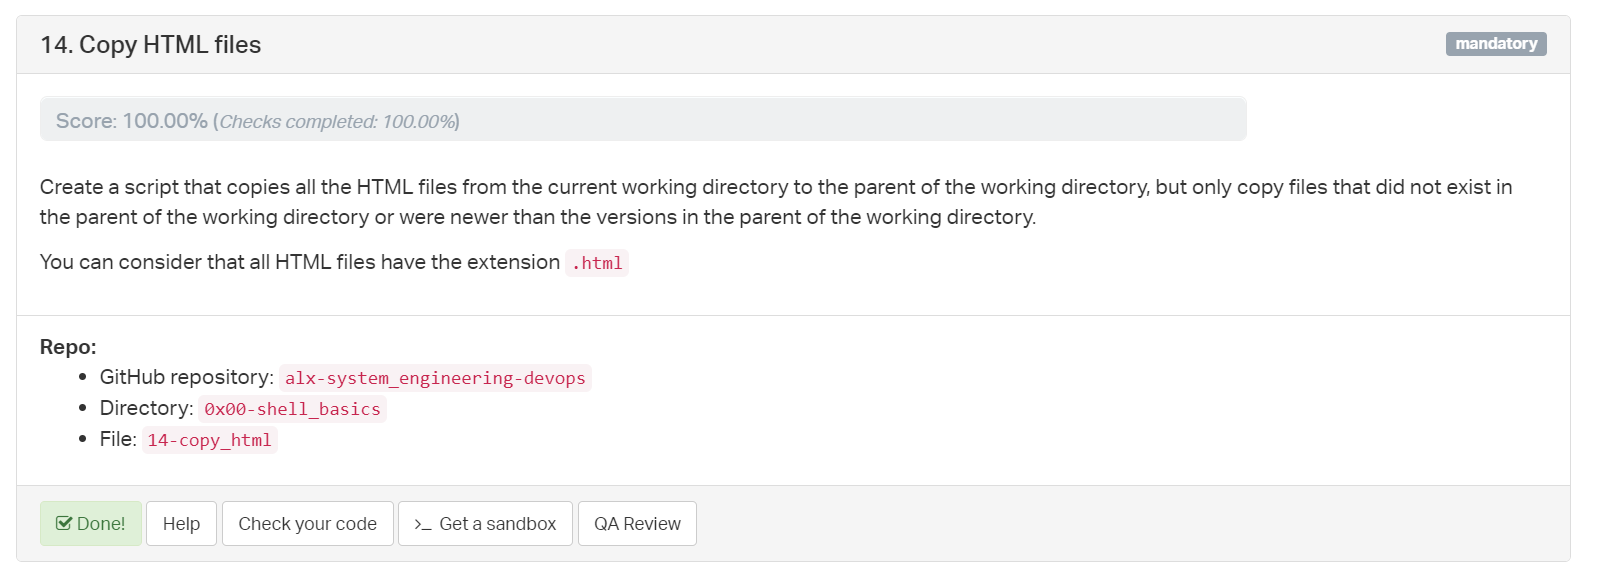 14. Copy HTML files
mandatory
Score: 100.00% (Checks completed: 100.00%)
Create a script that copies all the HTML files from the current working directory to the parent of the working directory, but only copy files that did not exist in
the parent of the working directory or were newer than the versions in the parent of the working directory.
You can consider that all HTML files have the extension .html
Repo:
• GitHub repository: alx-system_engineering-devops
• Directory: 0x00-shell_basics
• File: 14-copy_html
Done! Help Check your code >_ Get a sandbox QA Review